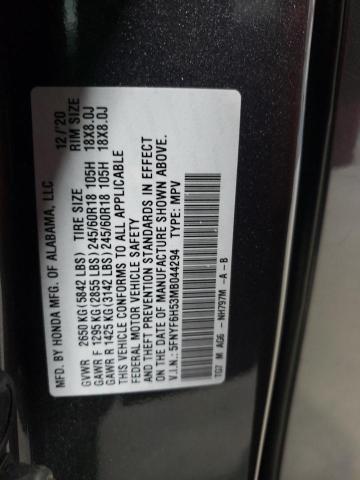 MFD. BY HONDA MFG. OF ALABAMA, LLC 12/'20
GVWR 2650 KG (5842 LBS) TIRE SIZE RIM SIZE
GAWR F 1295 KG (2855 LBS) 245/60R18 105H 18X8.0J
GAWR R 1425 KG (3142 LBS) 245/60R18 105H 18X8.0J
THIS VEHICLE CONFORMS TO ALL APPLICABLE
FEDERAL MOTOR VEHICLE SAFETY
AND THEFT PREVENTION STANDARDS IN EFFECT
ON THE DATE OF MANUFACTURE SHOWN ABOVE.
V.I.N.: 5FNYF6H53MB044294 TYPE: MPV
TG7 M AG6 - NH797M -A-B